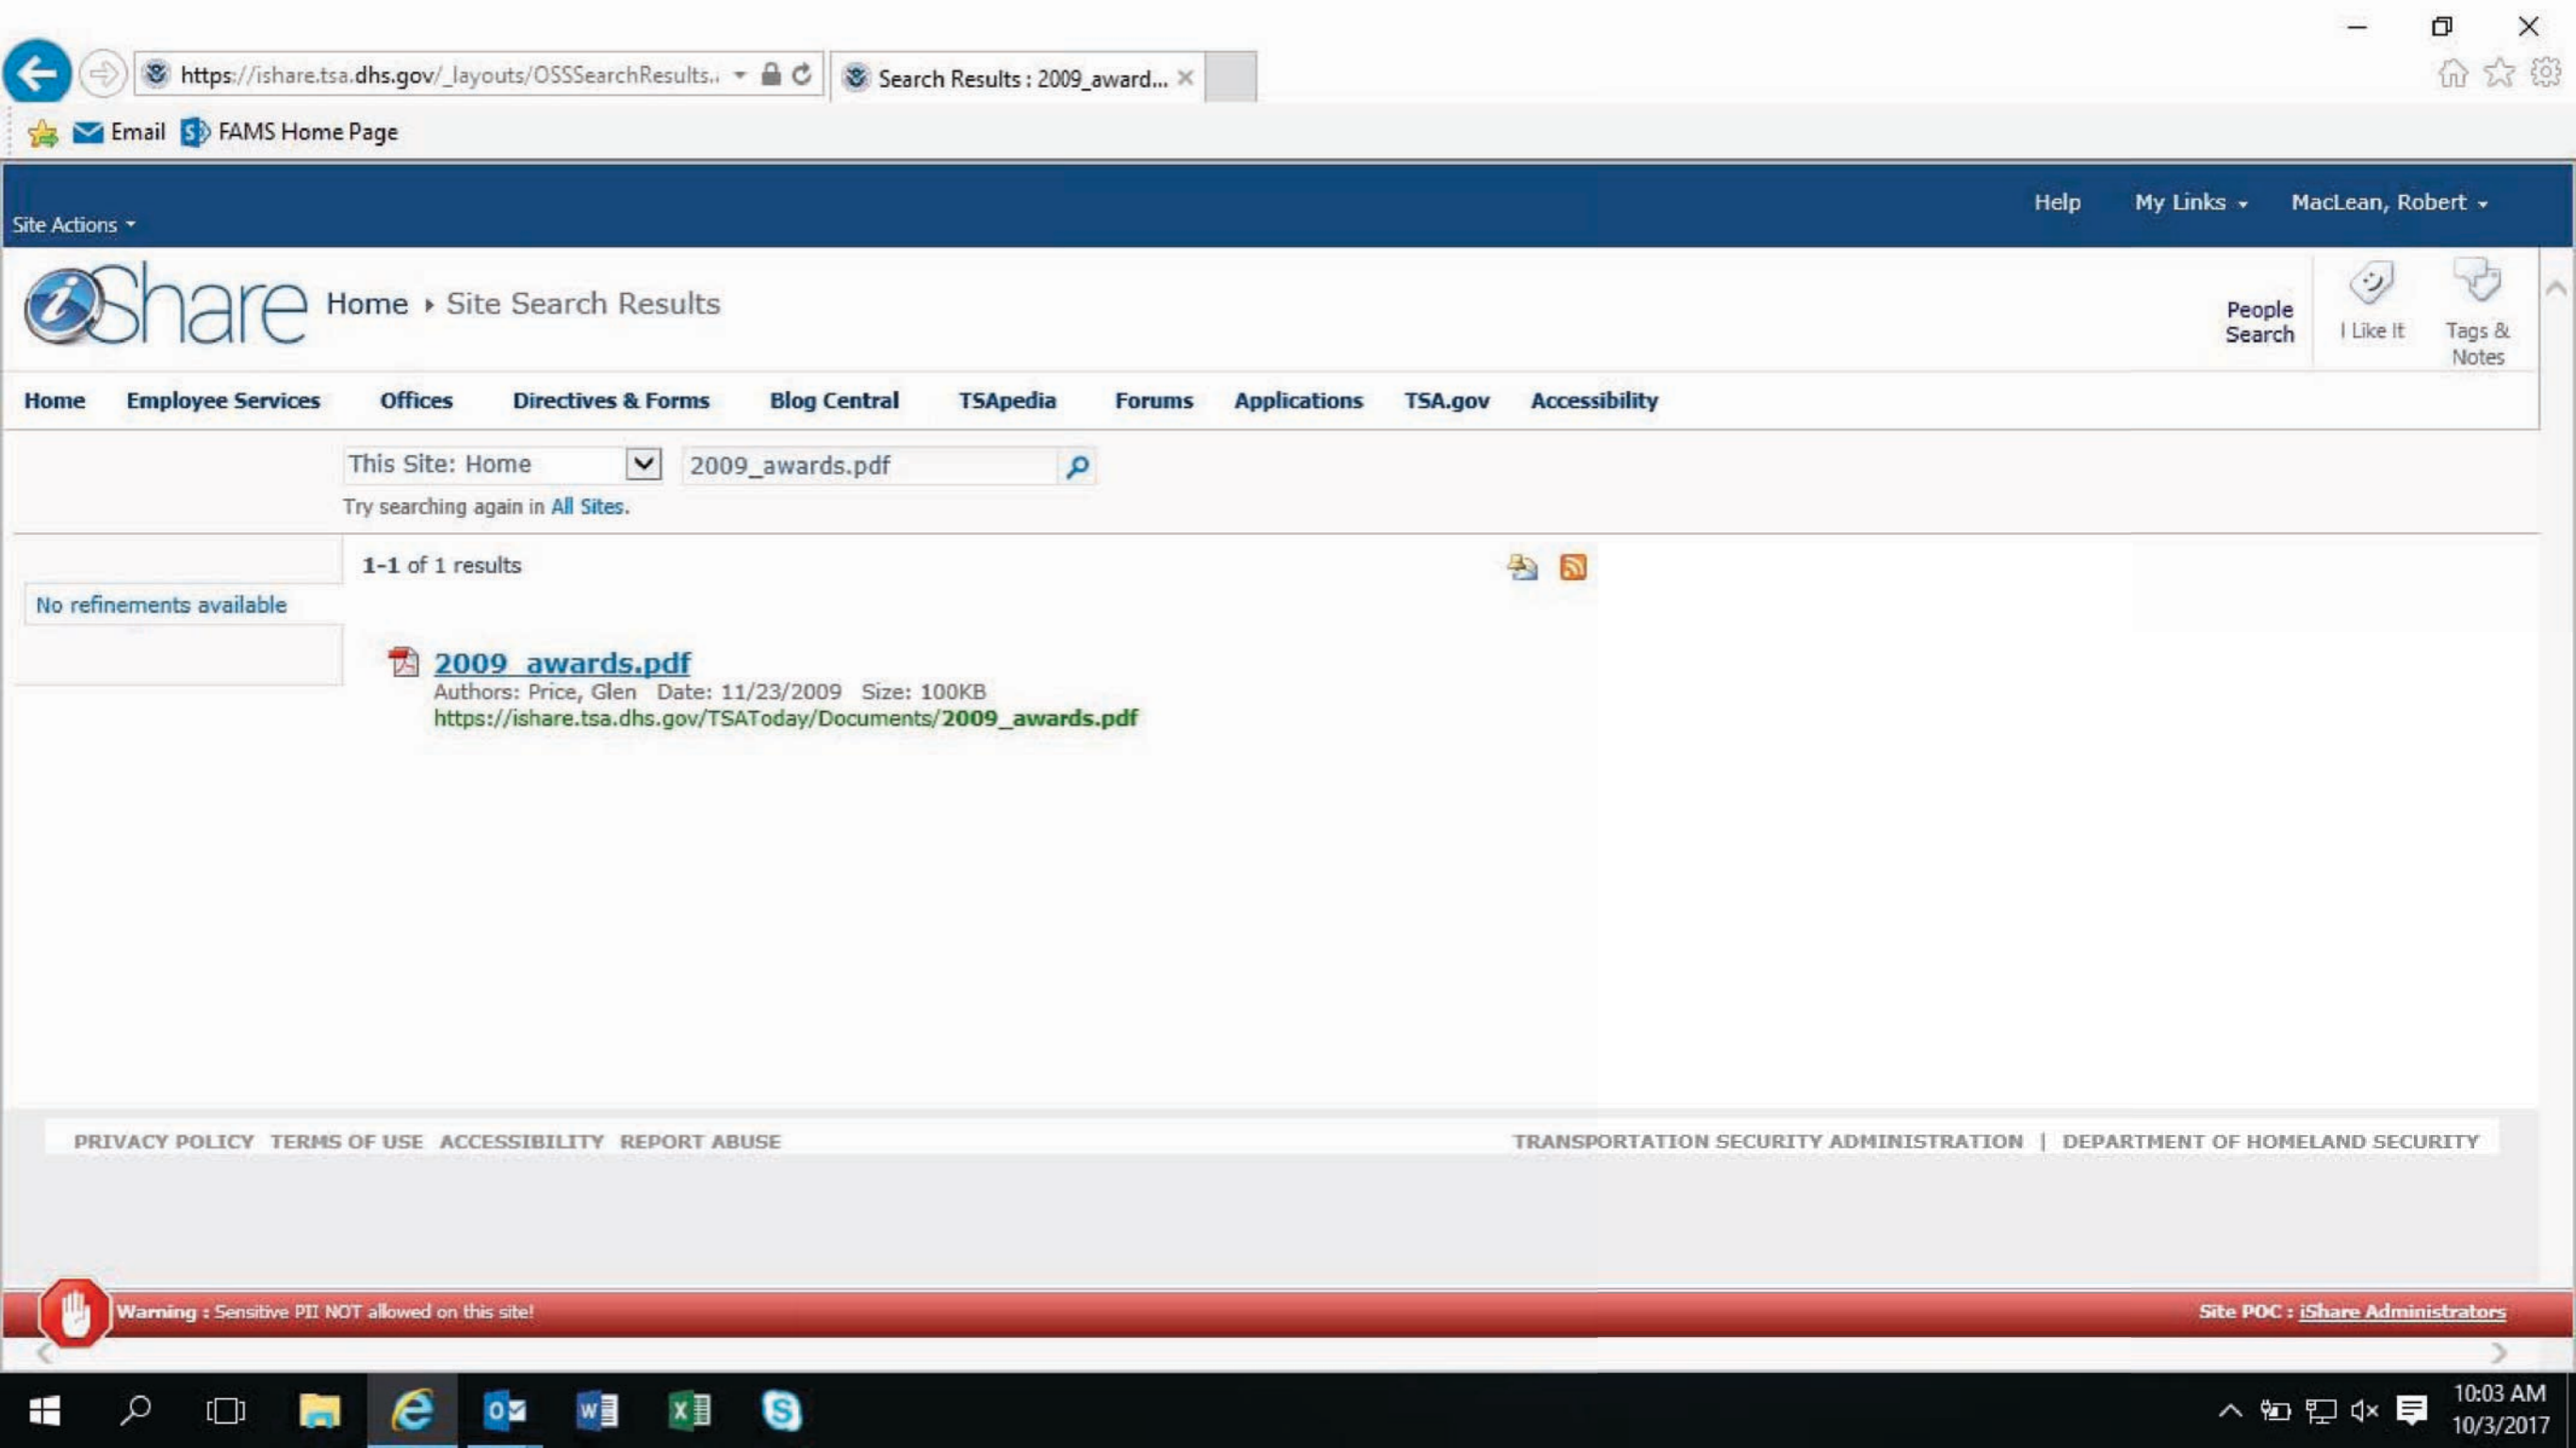 https://ishare.tsa.dhs.gov/_layouts/OSSSearchResults..
Search Results : 2009_award...
Email FAMS Home Page
Help My Links MacLean, Robert
Site Actions
iShare Home Site Search Results
People Search
I Like It
Tags & Notes
Home Employee Services Offices Directives & Forms Blog Central TSApedia Forums Applications TSA.gov Accessibility
This Site: Home 2009_awards.pdf
Try searching again in All Sites.
1-1 of 1 results
No refinements available
2009_awards.pdf
Authors: Price, Glen Date: 11/23/2009 Size: 100KB
https://ishare.tsa.dhs.gov/TSAToday/Documents/2009_awards.pdf
PRIVACY POLICY TERMS OF USE ACCESSIBILITY REPORT ABUSE TRANSPORTATION SECURITY ADMINISTRATION | DEPARTMENT OF HOMELAND SECURITY
Warning : Sensitive PII NOT allowed on this site! Site POC : iShare Administrators
10:03 AM
10/3/2017